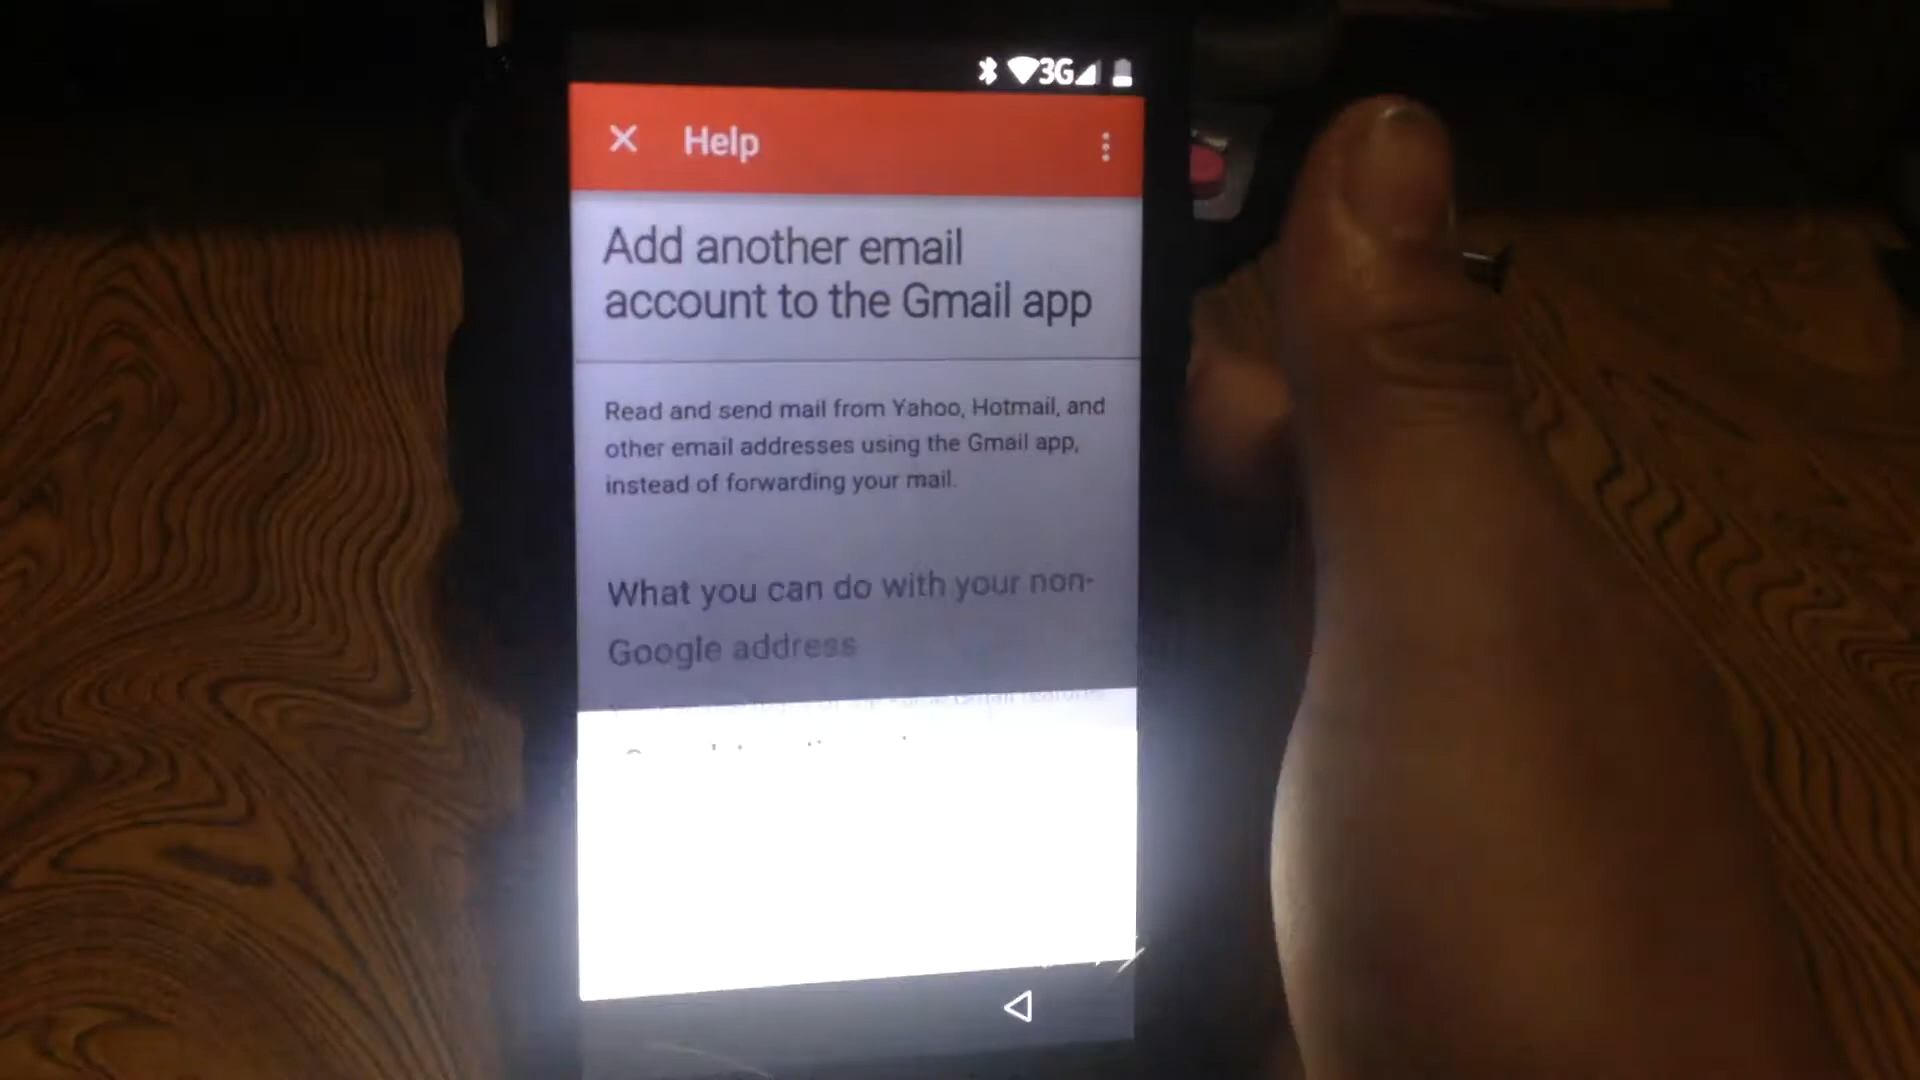 3G
Help
Add another email
account to the Gmail app
Read and send mail from Yahoo, Hotmail, and
other email addresses using the Gmail app,
instead of forwarding your mail.
What you can do with your non-
Google address